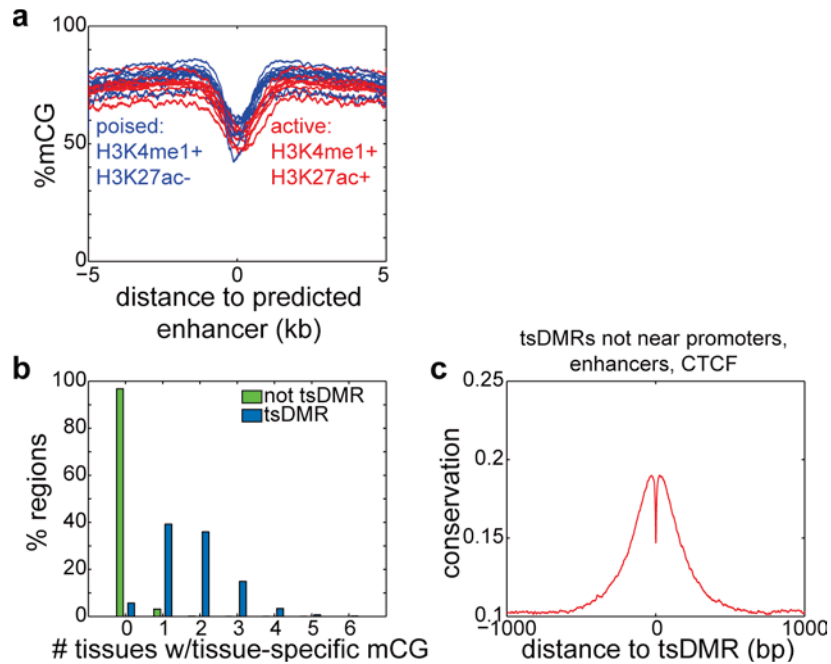 a
100
50
0
%mCG
poised:
H3K4me1+
H3K27ac-
active:
H3K4me1+
H3K27ac+
−5
0
5
distance to predicted
enhancer (kb)
b
100
80
60
40
20
0
% regions
not tsDMR
tsDMR
0 1 2 3 4 5 6
# tissues w/tissue-specific mCG
c
tsDMRs not near promoters,
enhancers, CTCF
0.25
0.2
0.15
0.1
conservation
−1000
0
1000
distance to tsDMR (bp)